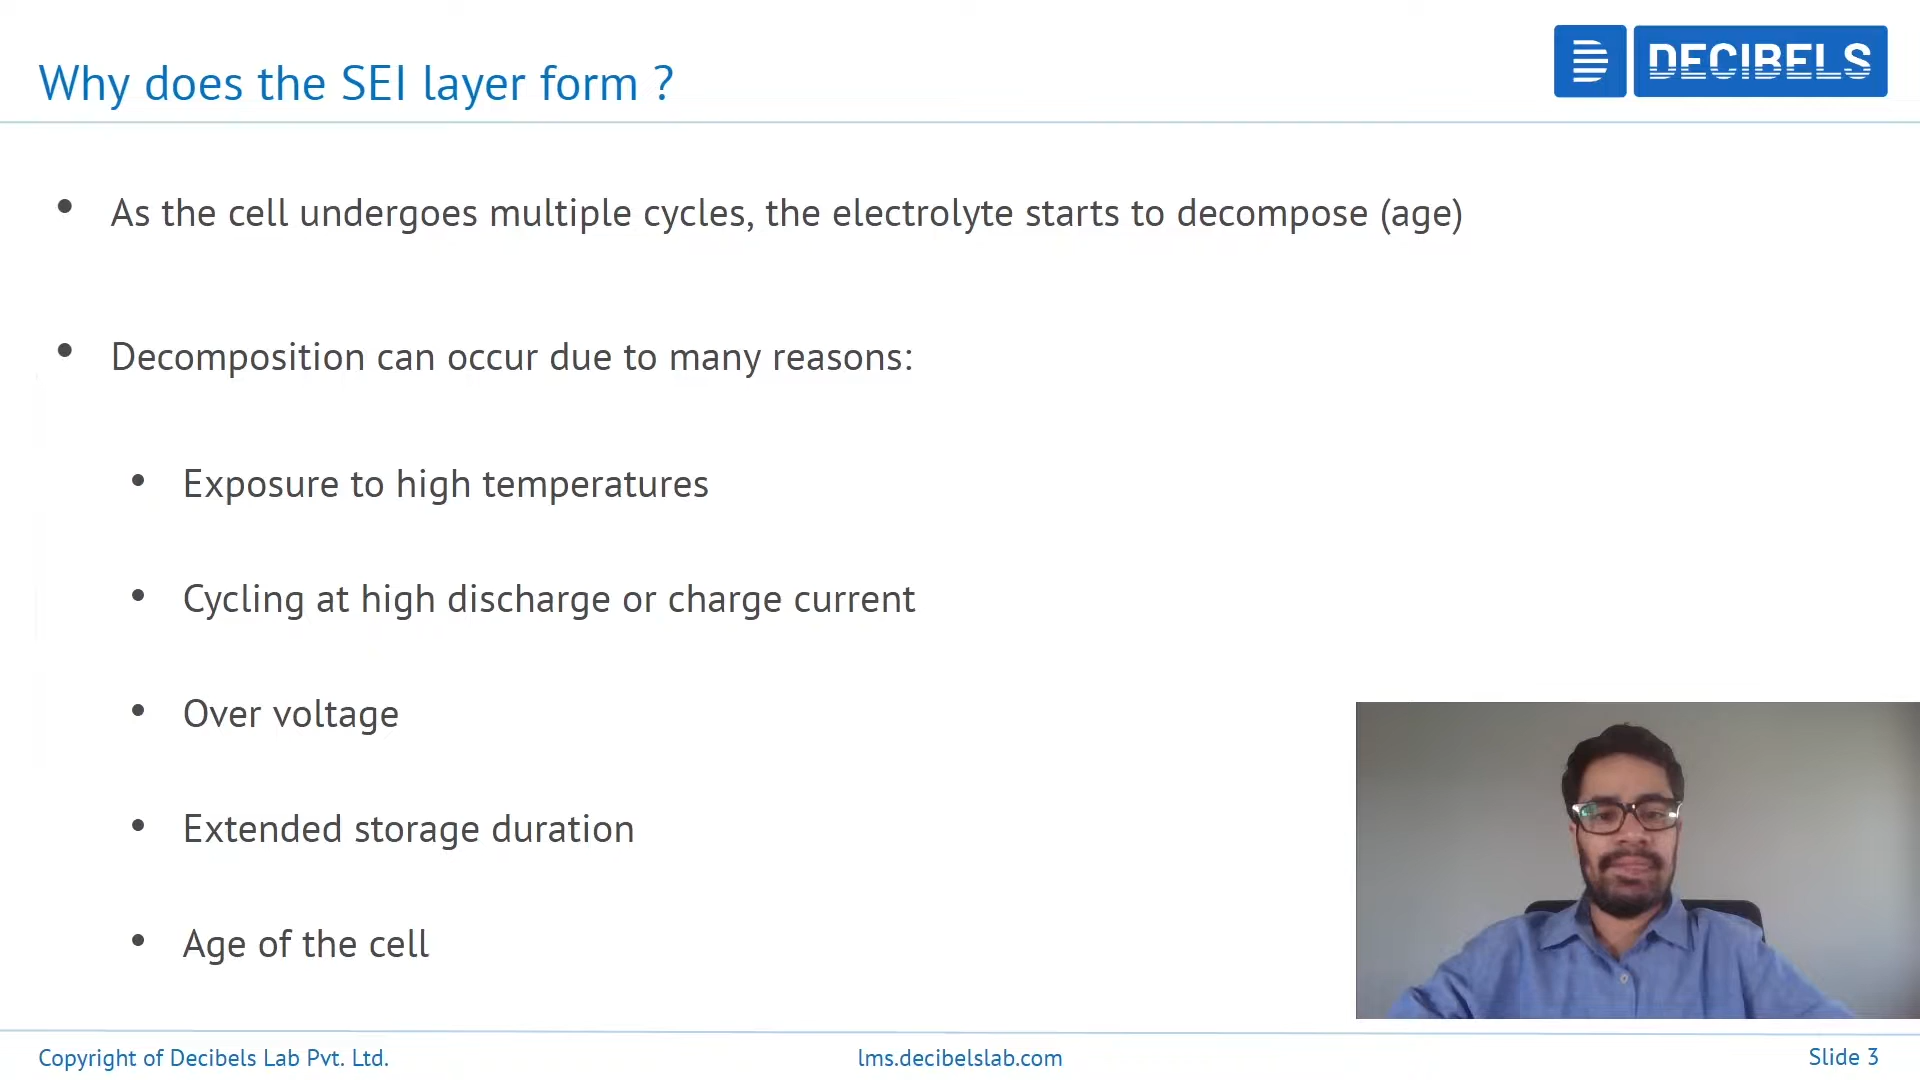 Why does the SEI layer form ?
DECIBELS
• As the cell undergoes multiple cycles, the electrolyte starts to decompose (age)
• Decomposition can occur due to many reasons:
• Exposure to high temperatures
• Cycling at high discharge or charge current
• Over voltage
• Extended storage duration
• Age of the cell
Copyright of Decibels Lab Pvt. Ltd.
lms.decibelslab.com
Slide 3